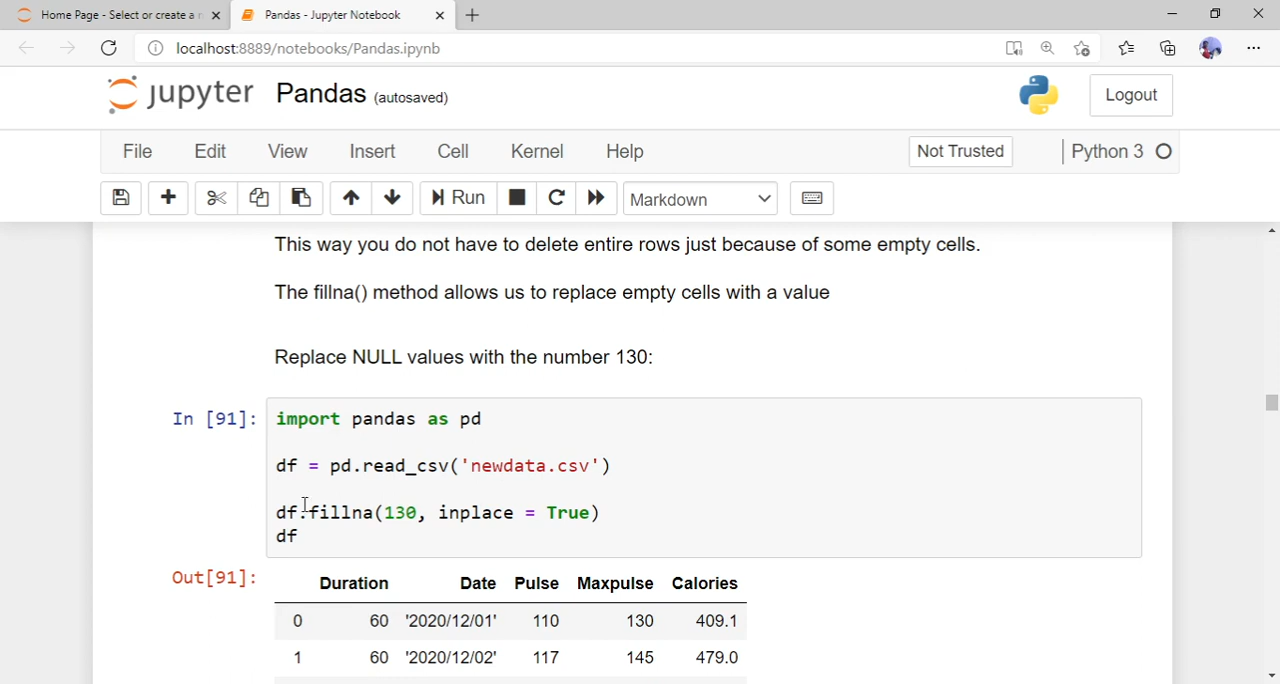 Home Page - Select or create a n
Pandas - Jupyter Notebook
localhost:8889/notebooks/Pandas.ipynb
jupyter Pandas (autosaved)
Logout
File Edit View Insert Cell Kernel Help
Not Trusted
Python 3
Run
Markdown
This way you do not have to delete entire rows just because of some empty cells.
The fillna() method allows us to replace empty cells with a value
Replace NULL values with the number 130:
In [91]: import pandas as pd
df = pd.read_csv('newdata.csv')
df.fillna(130, inplace = True)
df
Out[91]: Duration Date Pulse Maxpulse Calories
0 60 '2020/12/01' 110 130 409.1
1 60 '2020/12/02' 117 145 479.0